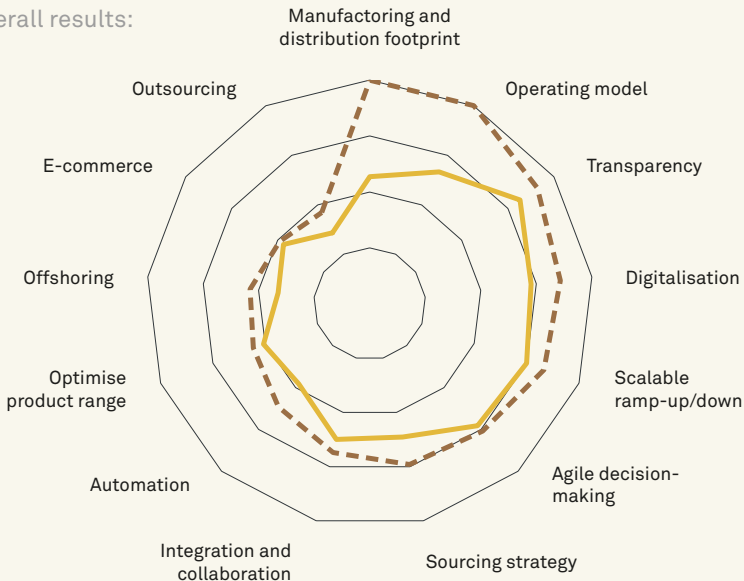 erall results:
Manufactoring and
distribution footprint
Operating model
Transparency
Digitalisation
Scalable
ramp-up/down
Agile decision-
making
Sourcing strategy
Integration and
collaboration
Automation
Optimise
product range
Offshoring
E-commerce
Outsourcing